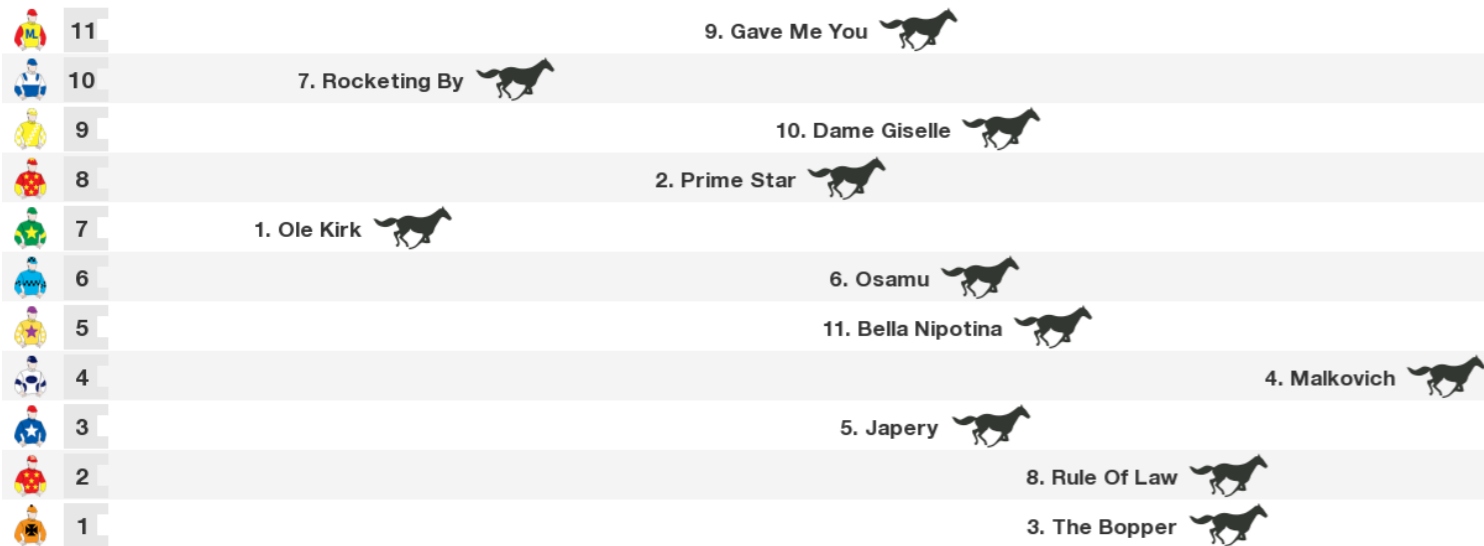 11 9. Gave Me You
10 7. Rocketing By
9 10. Dame Giselle
8 2. Prime Star
7 1. Ole Kirk
6 6. Osamu
5 11. Bella Nipotina
4 4. Malkovich
3 5. Japery
2 8. Rule Of Law
1 3. The Bopper